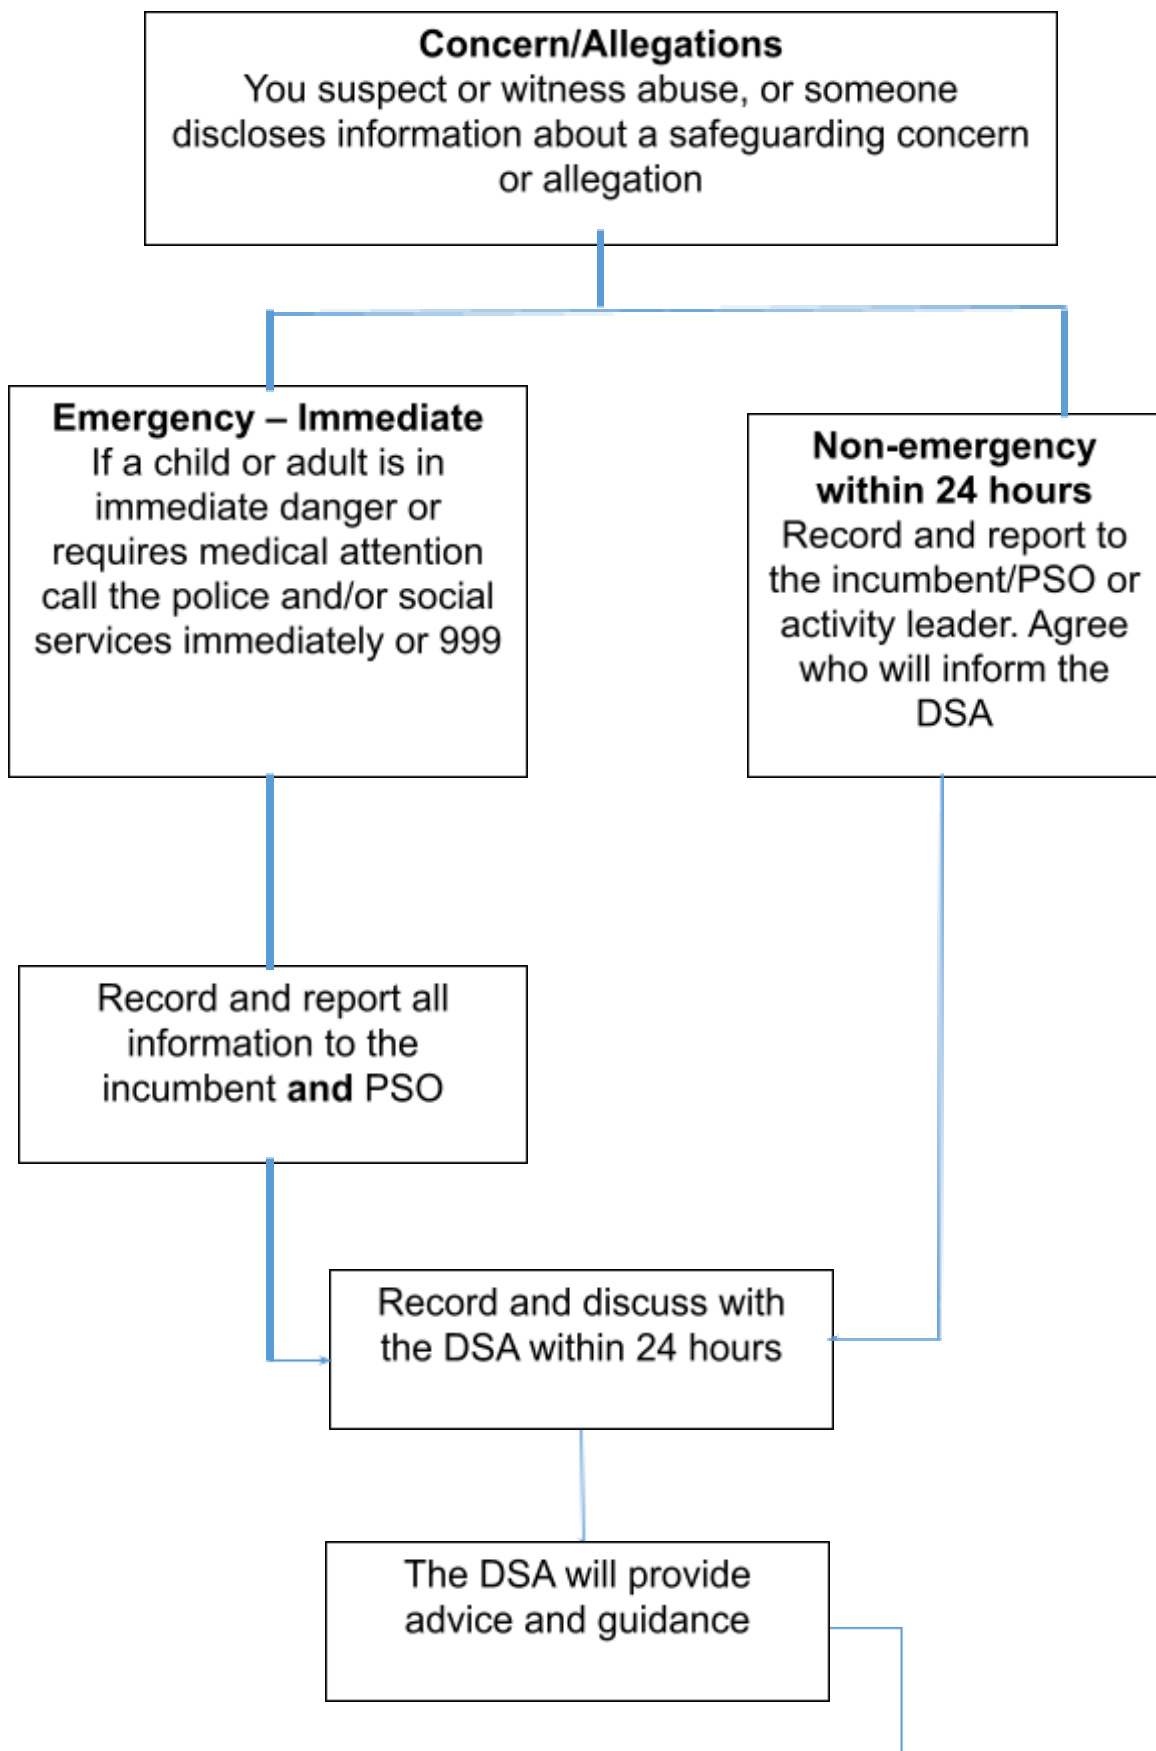 Concern/Allegations
You suspect or witness abuse, or someone
discloses information about a safeguarding concern
or allegation
Emergency – Immediate
If a child or adult is in
immediate danger or
requires medical attention
call the police and/or social
services immediately or 999
Non-emergency
within 24 hours
Record and report to
the incumbent/PSO or
activity leader. Agree
who will inform the
DSA
Record and report all
information to the
incumbent and PSO
Record and discuss with
the DSA within 24 hours
The DSA will provide
advice and guidance